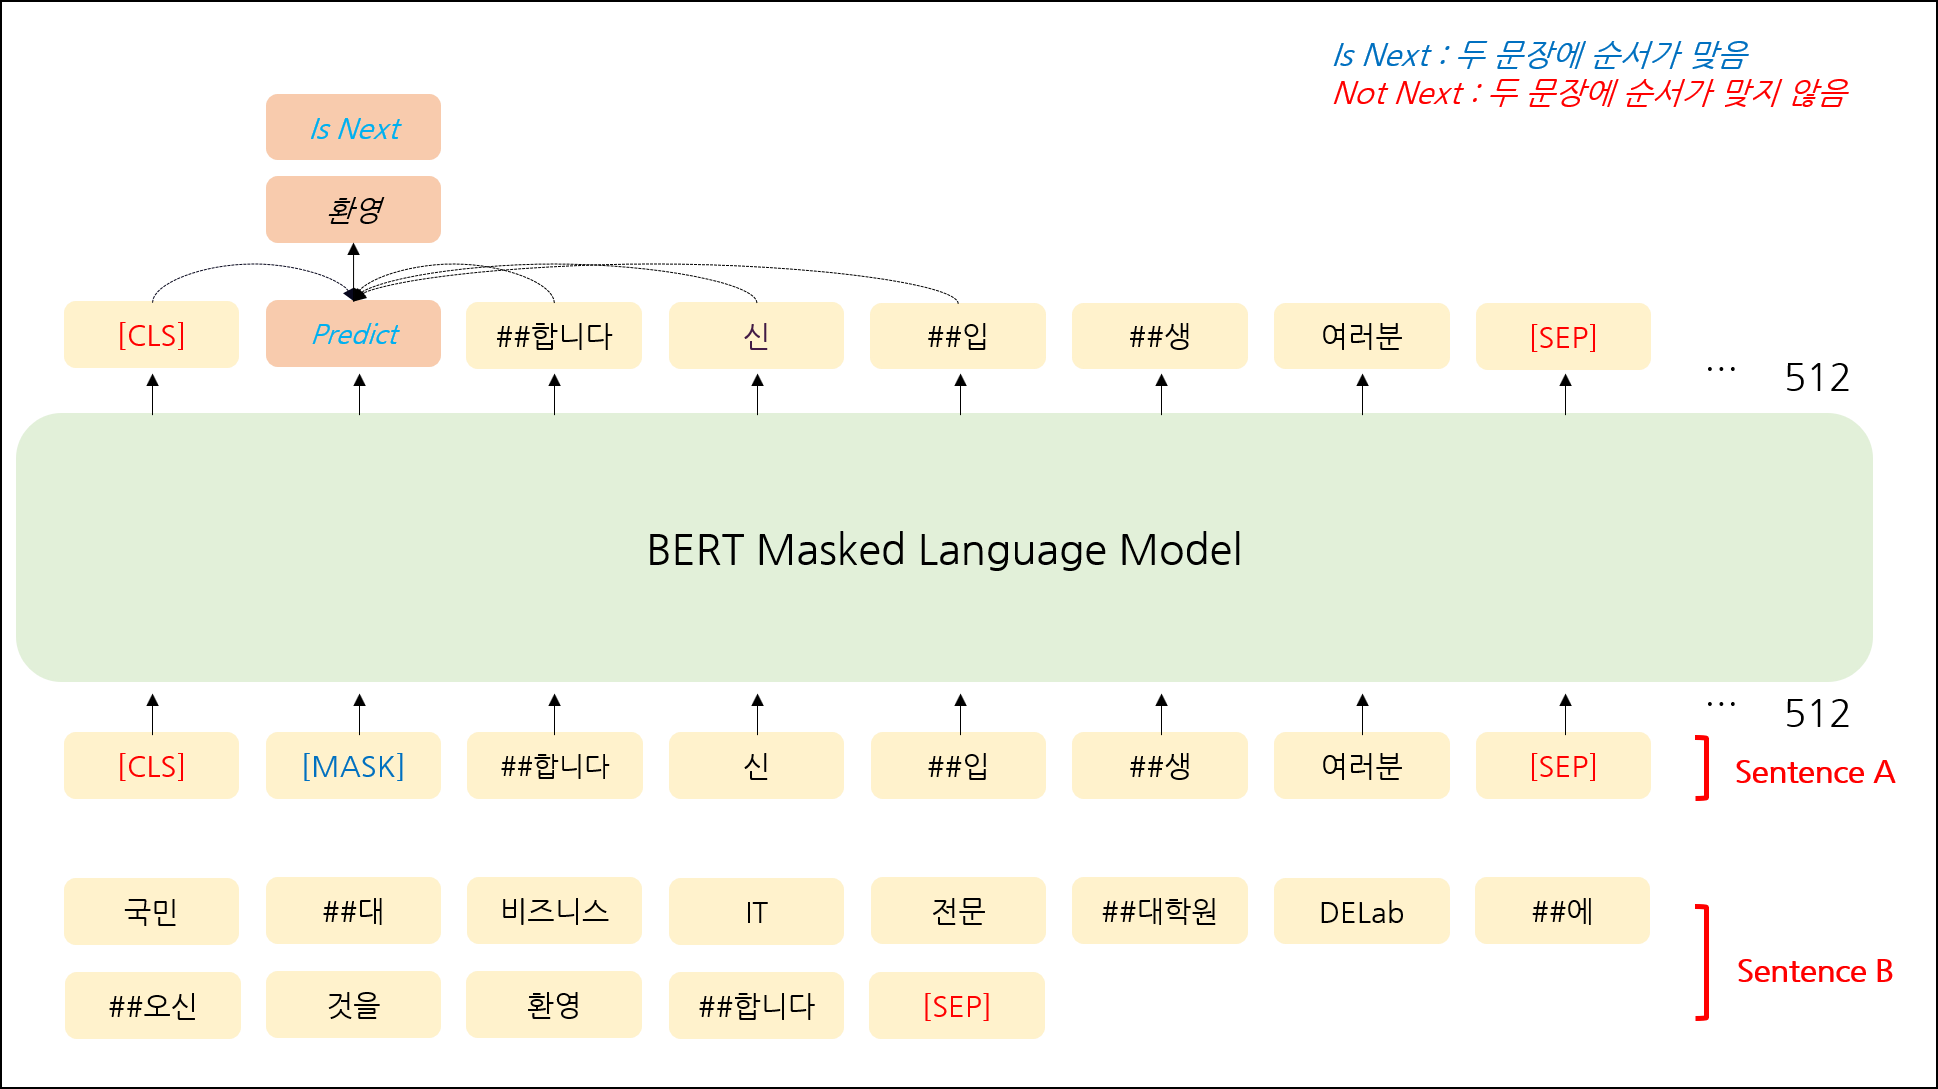 Is Next : 두 문장에 순서가 맞음
Not Next : 두 문장에 순서가 맞지 않음
Is Next
환영
[CLS] Predict ##합니다 신 ##입 ##생 여러분 [SEP] ... 512
BERT Masked Language Model
... 512
[CLS] [MASK] ##합니다 신 ##입 ##생 여러분 [SEP] Sentence A
국민 ##대 비즈니스 IT 전문 ##대학원 DELab ##에
Sentence B
##오신 것을 환영 ##합니다 [SEP]